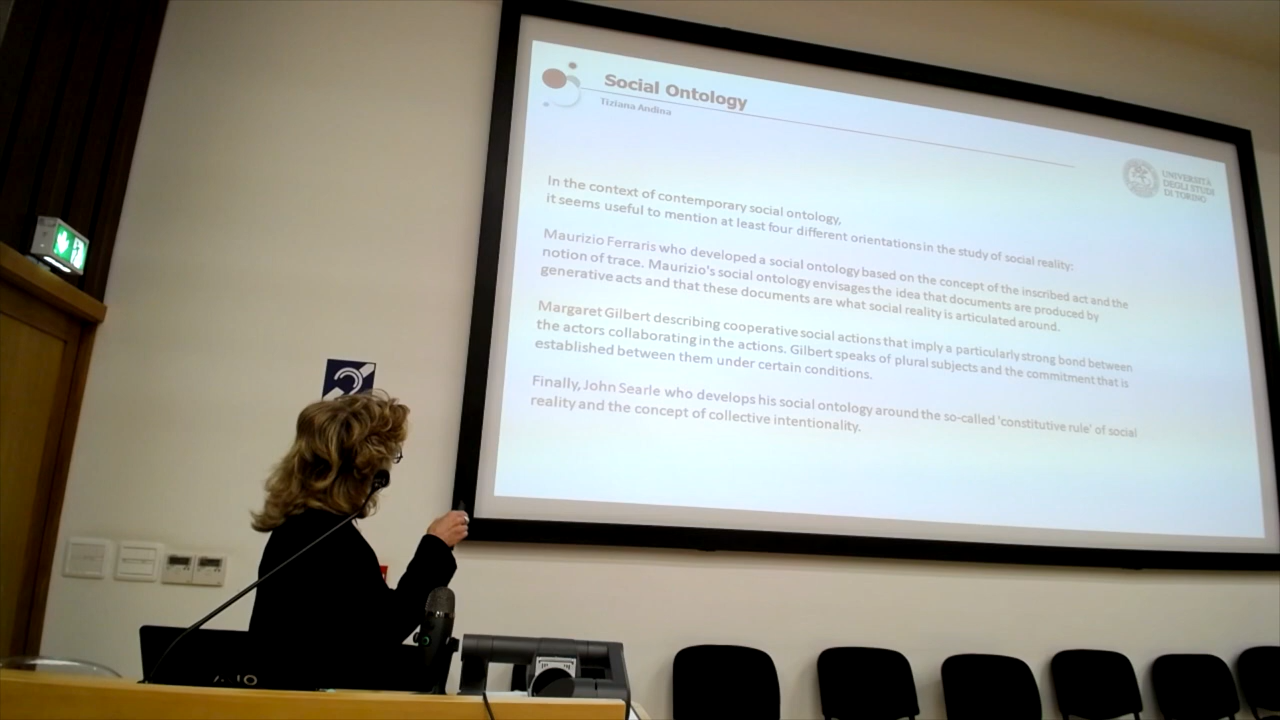 Social Ontology
Tiziana Andina
UNIVERSITÀ
DEGLI STUDI
DI TORINO
In the context of contemporary social ontology,
it seems useful to mention at least four different orientations in the study of social reality:
Maurizio Ferraris who developed a social ontology based on the concept of the inscribed act and the
notion of trace. Maurizio's social ontology envisages the idea that documents are produced by
generative acts and that these documents are what social reality is articulated around.
Margaret Gilbert describing cooperative social actions that imply a particularly strong bond between
the actors collaborating in the actions. Gilbert speaks of plural subjects and the commitment that is
established between them under certain conditions.
Finally, John Searle who develops his social ontology around the so-called 'constitutive rule' of social
reality and the concept of collective intentionality.